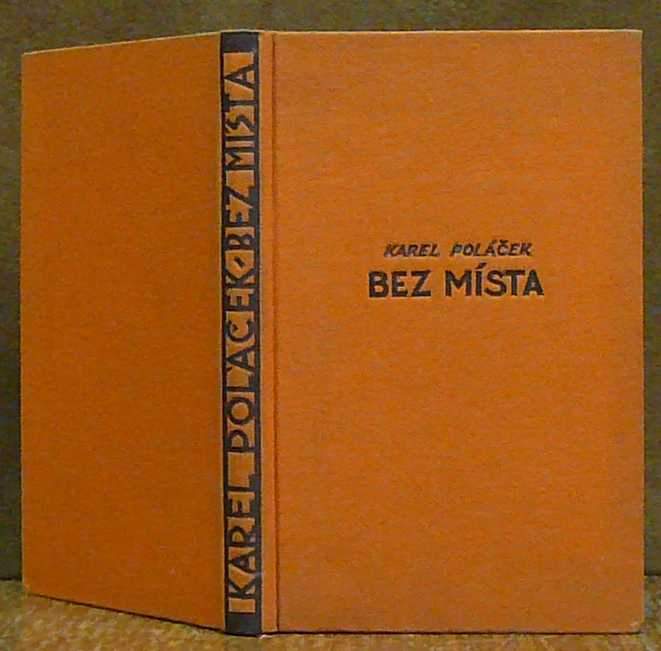 KAREL POLÁČEK · BEZ MÍSTA
KAREL POLÁČEK
BEZ MÍSTA